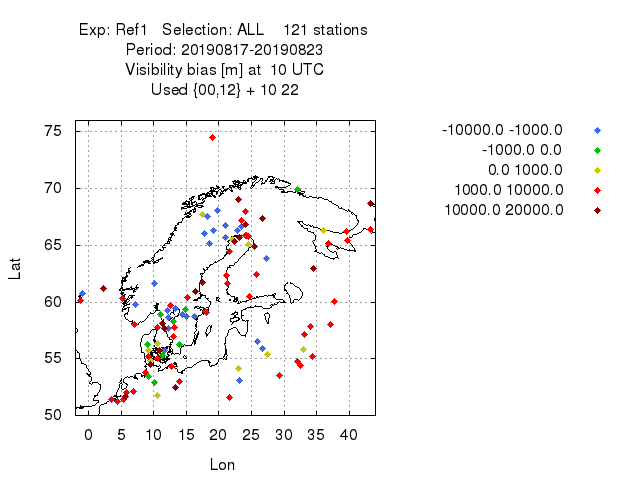 Exp: Ref1   Selection: ALL    121 stations
Period: 20190817-20190823
Visibility bias [m] at  10 UTC
Used {00,12} + 10 22
-10000.0 -1000.0
-1000.0 0.0
0.0 1000.0
1000.0 10000.0
10000.0 20000.0
75
70
65
60
55
50
Lat
0 5 10 15 20 25 30 35 40
Lon